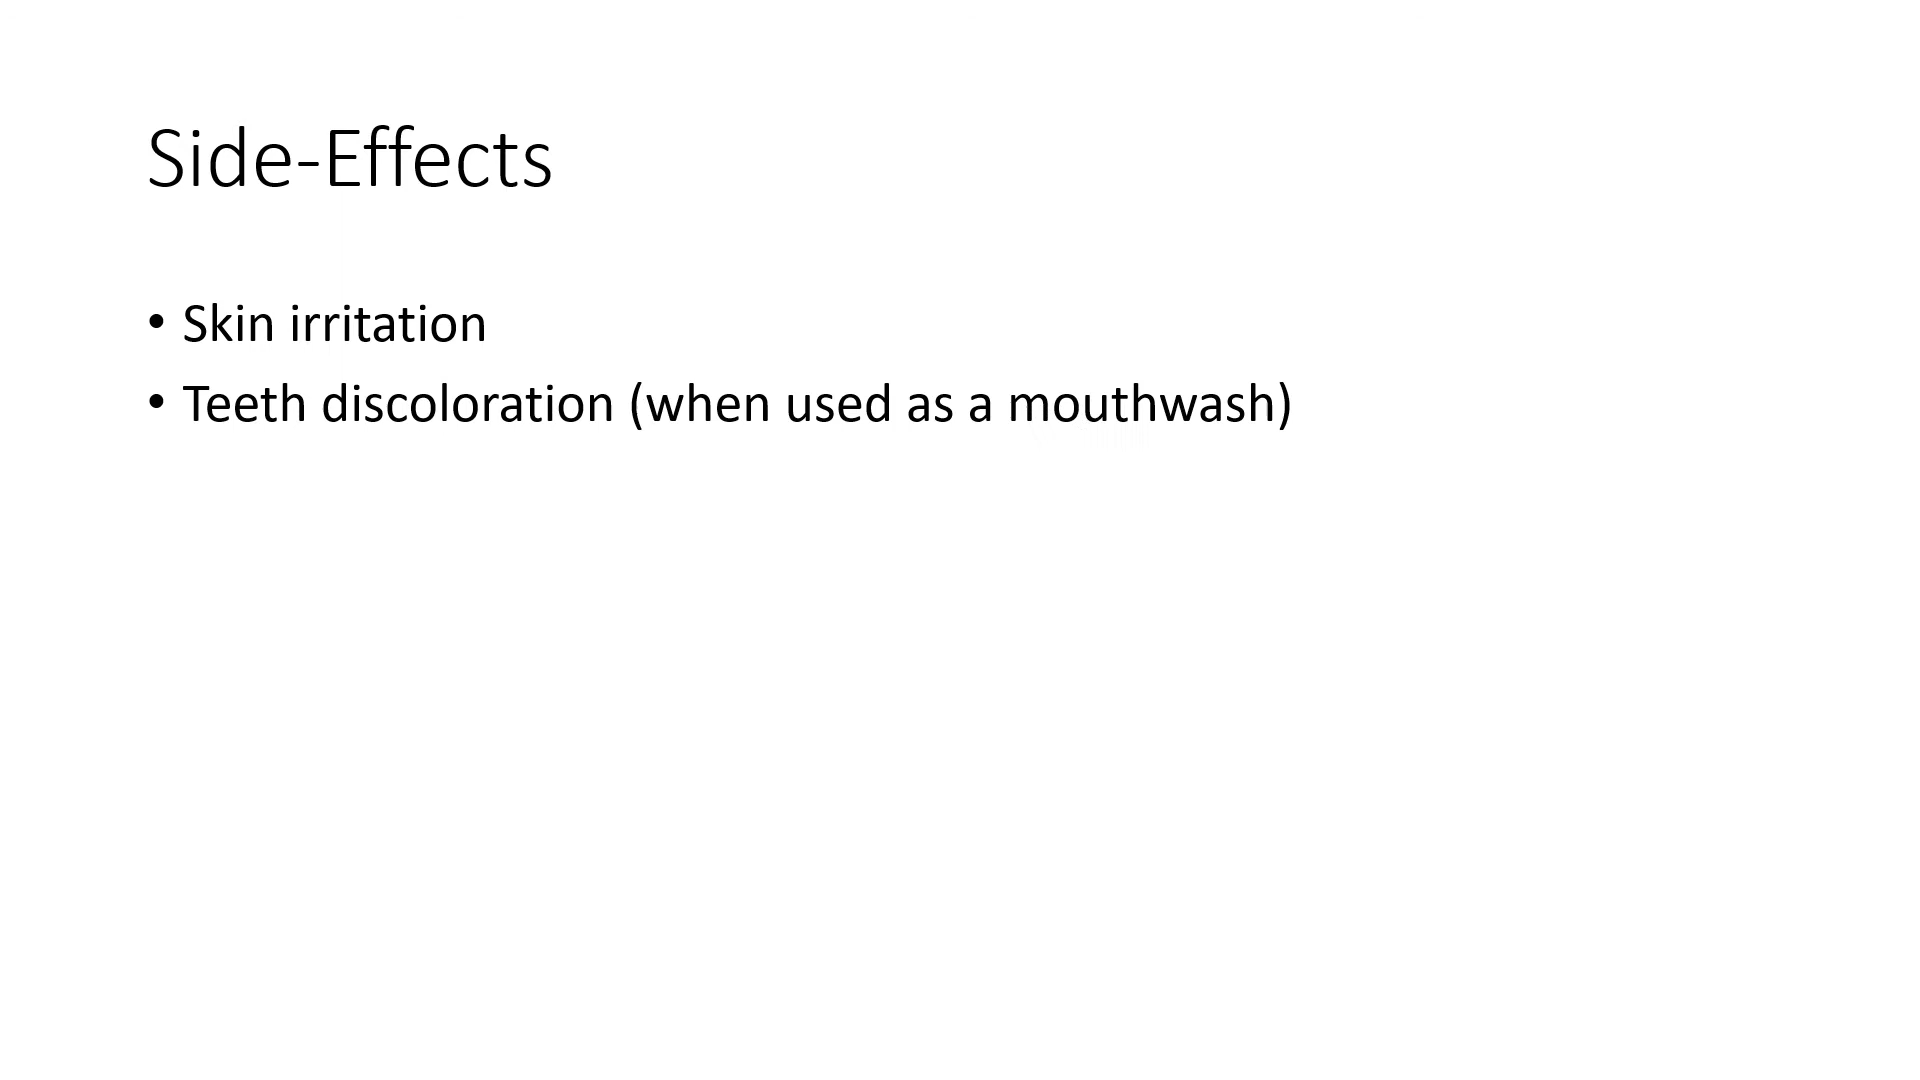 Side-Effects
• Skin irritation
• Teeth discoloration (when used as a mouthwash)